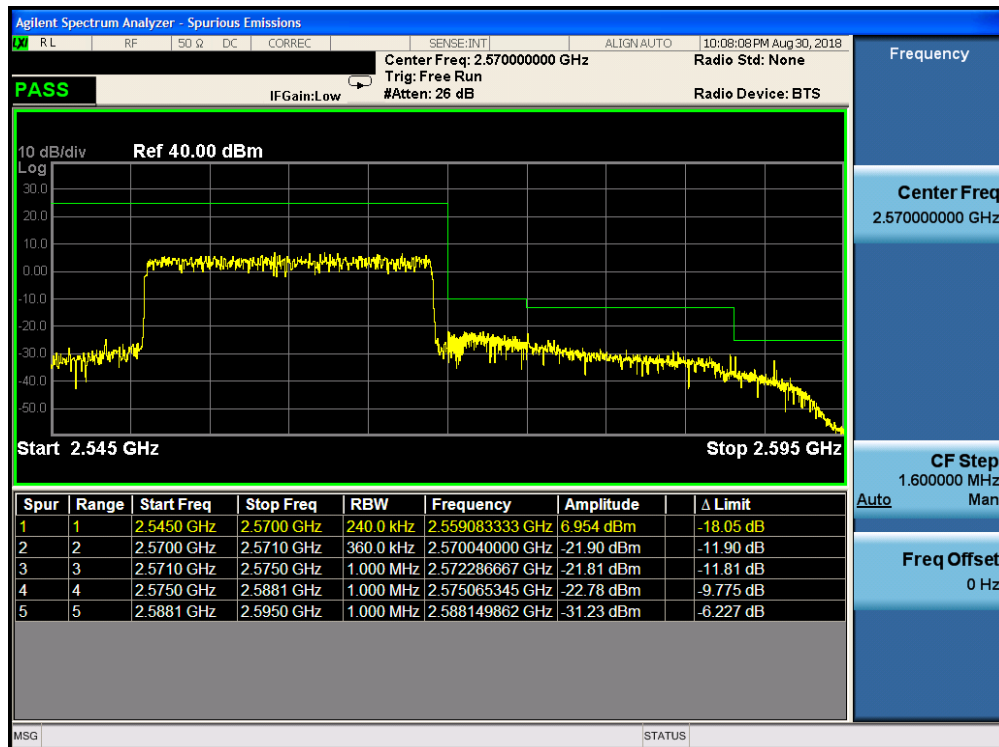 Agilent Spectrum Analyzer - Spurious Emissions
LXI RL RF 50 Ω DC CORREC SENSE:INT ALIGN AUTO 10:08:08 PM Aug 30, 2018
Center Freq: 2.570000000 GHz Radio Std: None
Trig: Free Run
PASS IFGain:Low #Atten: 26 dB Radio Device: BTS
Frequency
10 dB/div Ref 40.00 dBm
Log
30.0
20.0
10.0
0.00
-10.0
-20.0
-30.0
-40.0
-50.0
Start 2.545 GHz Stop 2.595 GHz
Center Freq
2.570000000 GHz
CF Step
1.600000 MHz
Auto Man
Freq Offset
0 Hz
Spur Range Start Freq Stop Freq RBW Frequency Amplitude Δ Limit
1 1 2.5450 GHz 2.5700 GHz 240.0 kHz 2.559083333 GHz 6.954 dBm -18.05 dB
2 2 2.5700 GHz 2.5710 GHz 360.0 kHz 2.570040000 GHz -21.90 dBm -11.90 dB
3 3 2.5710 GHz 2.5750 GHz 1.000 MHz 2.572286667 GHz -21.81 dBm -11.81 dB
4 4 2.5750 GHz 2.5881 GHz 1.000 MHz 2.575065345 GHz -22.78 dBm -9.775 dB
5 5 2.5881 GHz 2.5950 GHz 1.000 MHz 2.588149862 GHz -31.23 dBm -6.227 dB
MSG STATUS